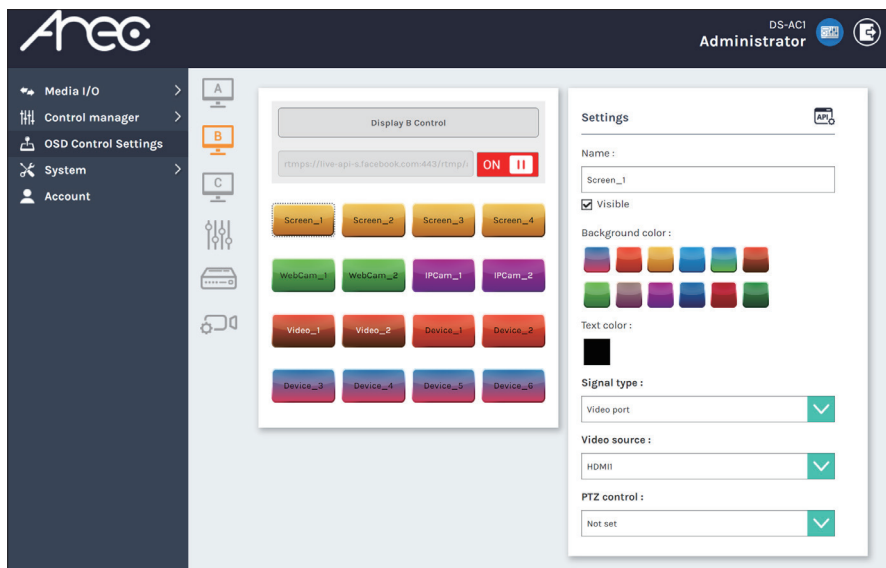 Arec
DS-AC1
Administrator
Media I/O
Control manager
OSD Control Settings
System
Account
A
B
C
Display B Control
rtmps://live-api-s.facebook.com:443/rtmp/
ON
Screen_1 Screen_2 Screen_3 Screen_4
WebCam_1 WebCam_2 IPCam_1 IPCam_2
Video_1 Video_2 Device_1 Device_2
Device_3 Device_4 Device_5 Device_6
Settings
API
Name :
Screen_1
Visible
Background color :
Text color :
Signal type :
Video port
Video source :
HDMI1
PTZ control :
Not set